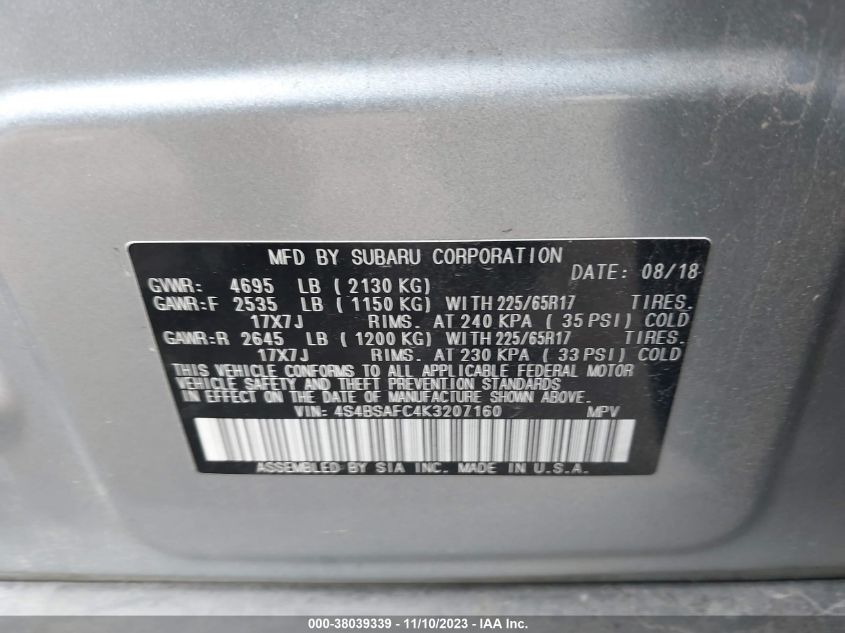 MFD BY SUBARU CORPORATION
DATE: 08/18
GVWR: 4695 LB ( 2130 KG)
GAWR:F 2535 LB ( 1150 KG) WITH 225/65R17 TIRES.
17X7J RIMS. AT 240 KPA ( 35 PSI) COLD
GAWR:R 2645 LB ( 1200 KG) WITH 225/65R17 TIRES.
17X7J RIMS. AT 230 KPA ( 33 PSI) COLD
THIS VEHICLE CONFORMS TO ALL APPLICABLE FEDERAL MOTOR
VEHICLE SAFETY AND THEFT PREVENTION STANDARDS
IN EFFECT ON THE DATE OF MANUFACTURE SHOWN ABOVE.
VIN: 4S4BSAFC4K3207160 MPV
ASSEMBLED BY SIA INC. MADE IN U.S.A.
000-38039339 - 11/10/2023 - IAA Inc.